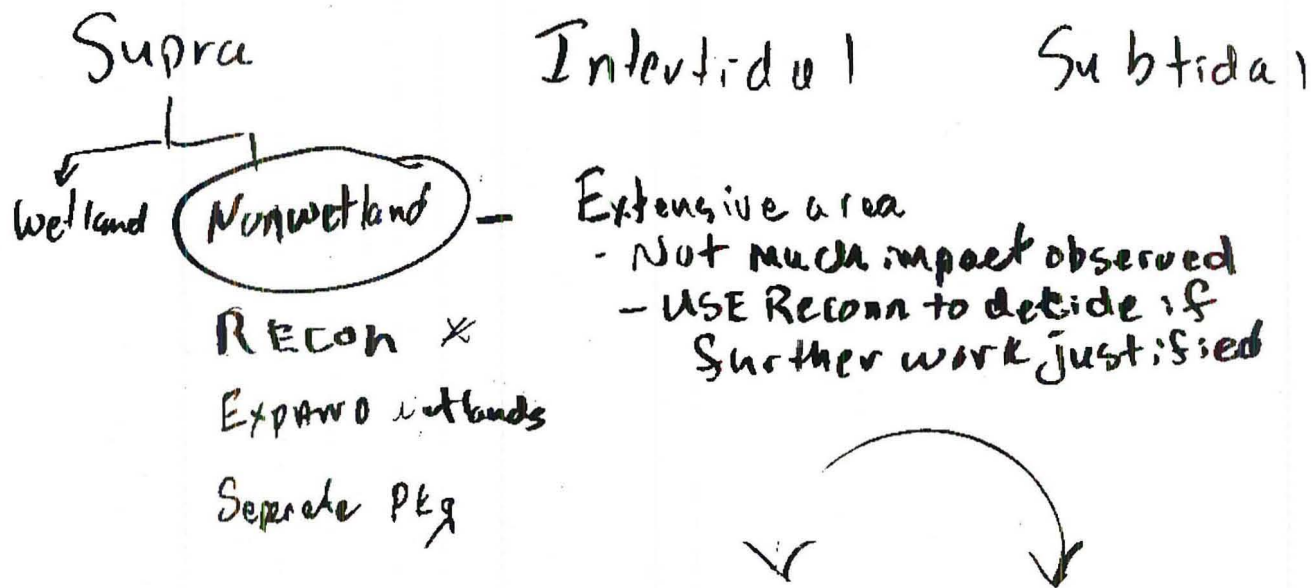 Supra Intertidal Subtidal
Wetland Nonwetland - Extensive area
- Not much impact observed
- USE Reconn to decide if
further work justified
RECON x
EXPAND wetlands
Seperate Pkg